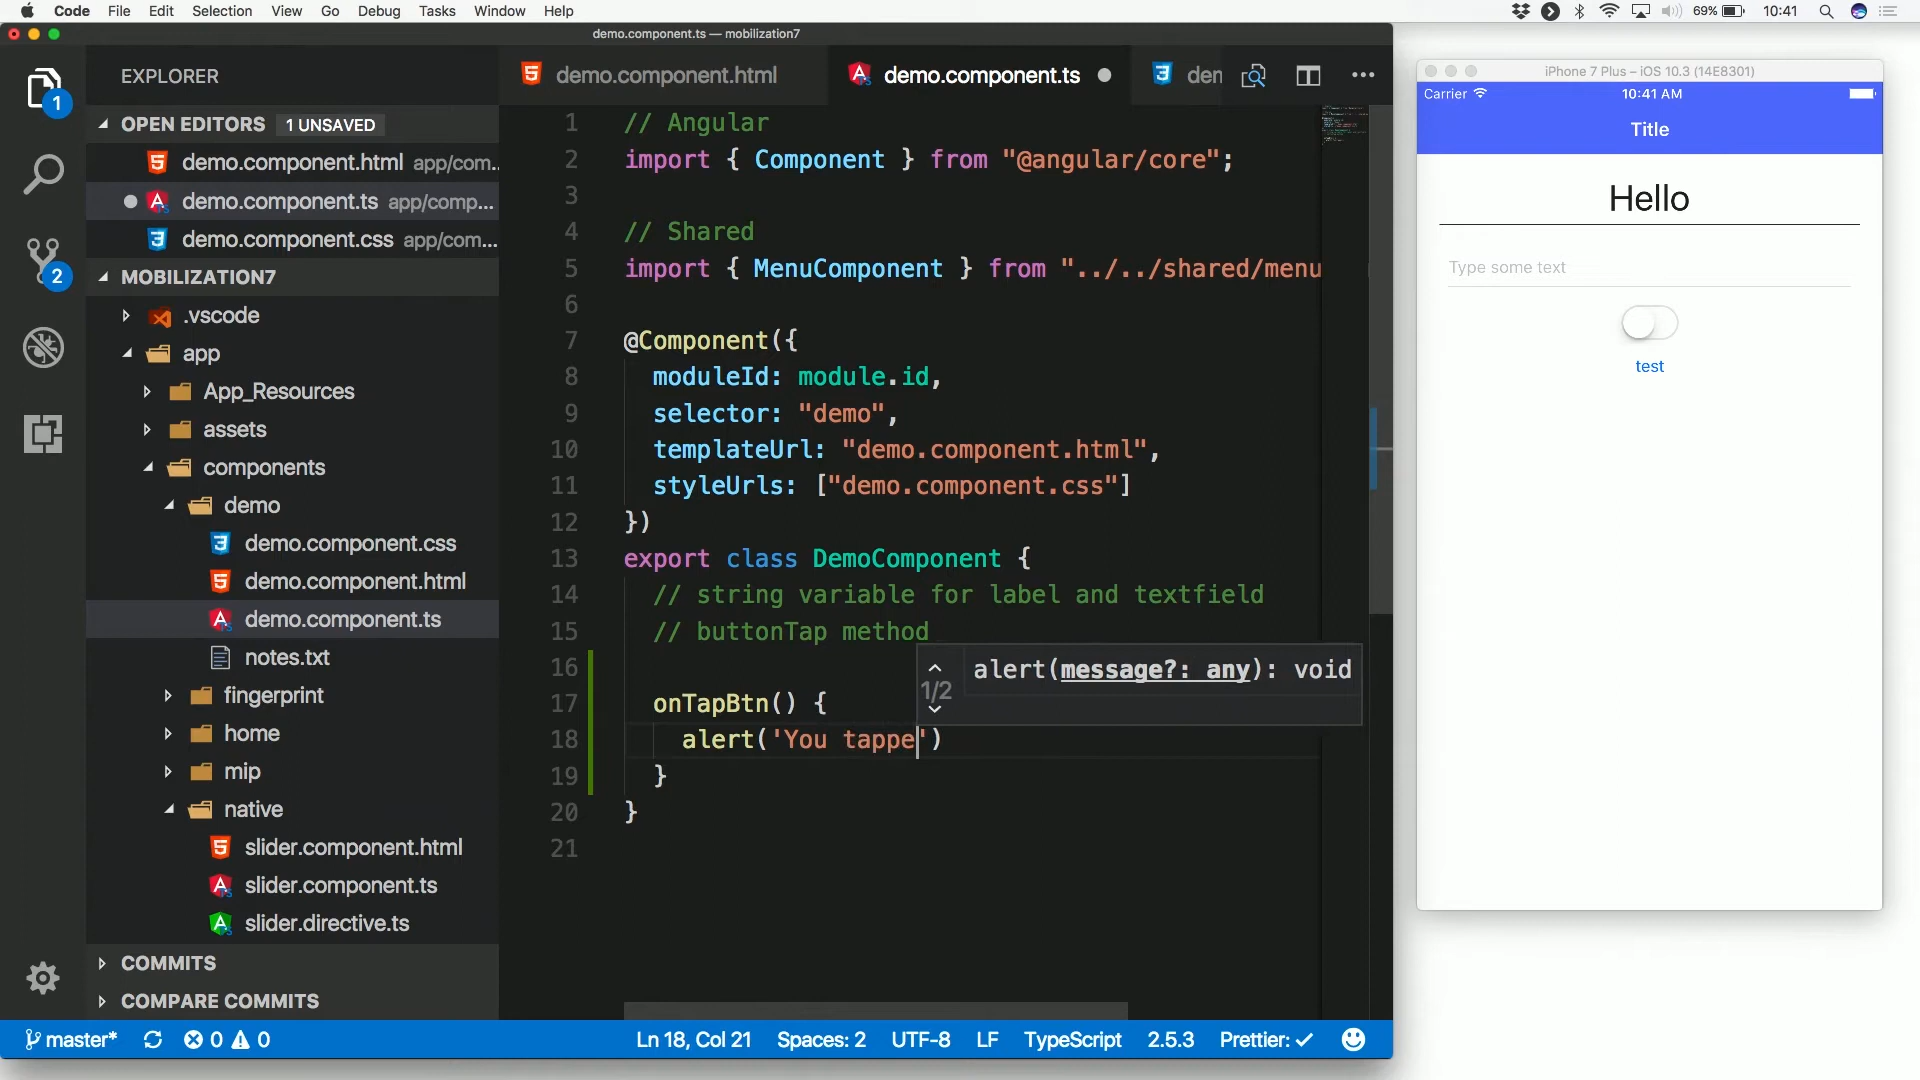 Code File Edit Selection View Go Debug Tasks Window Help
69% 10:41
demo.component.ts — mobilization7
EXPLORER
1
OPEN EDITORS 1 UNSAVED
demo.component.html app/com...
demo.component.ts app/comp...
demo.component.css app/com...
2
MOBILIZATION7
.vscode
app
App_Resources
assets
components
demo
demo.component.css
demo.component.html
demo.component.ts
notes.txt
fingerprint
home
mip
native
slider.component.html
slider.component.ts
slider.directive.ts
COMMITS
COMPARE COMMITS
demo.component.html demo.component.ts den
1 // Angular
2 import { Component } from "@angular/core";
3
4 // Shared
5 import { MenuComponent } from "../../shared/menu
6
7 @Component({
8 moduleId: module.id,
9 selector: "demo",
10 templateUrl: "demo.component.html",
11 styleUrls: ["demo.component.css"]
12 })
13 export class DemoComponent {
14 // string variable for label and textfield
15 // buttonTap method
16
17 onTapBtn() {
18 alert('You tappe')
19 }
20 }
21
1/2 alert(message?: any): void
master* 0 0 Ln 18, Col 21 Spaces: 2 UTF-8 LF TypeScript 2.5.3 Prettier: ✓
iPhone 7 Plus – iOS 10.3 (14E8301)
Carrier 10:41 AM
Title
Hello
Type some text
test